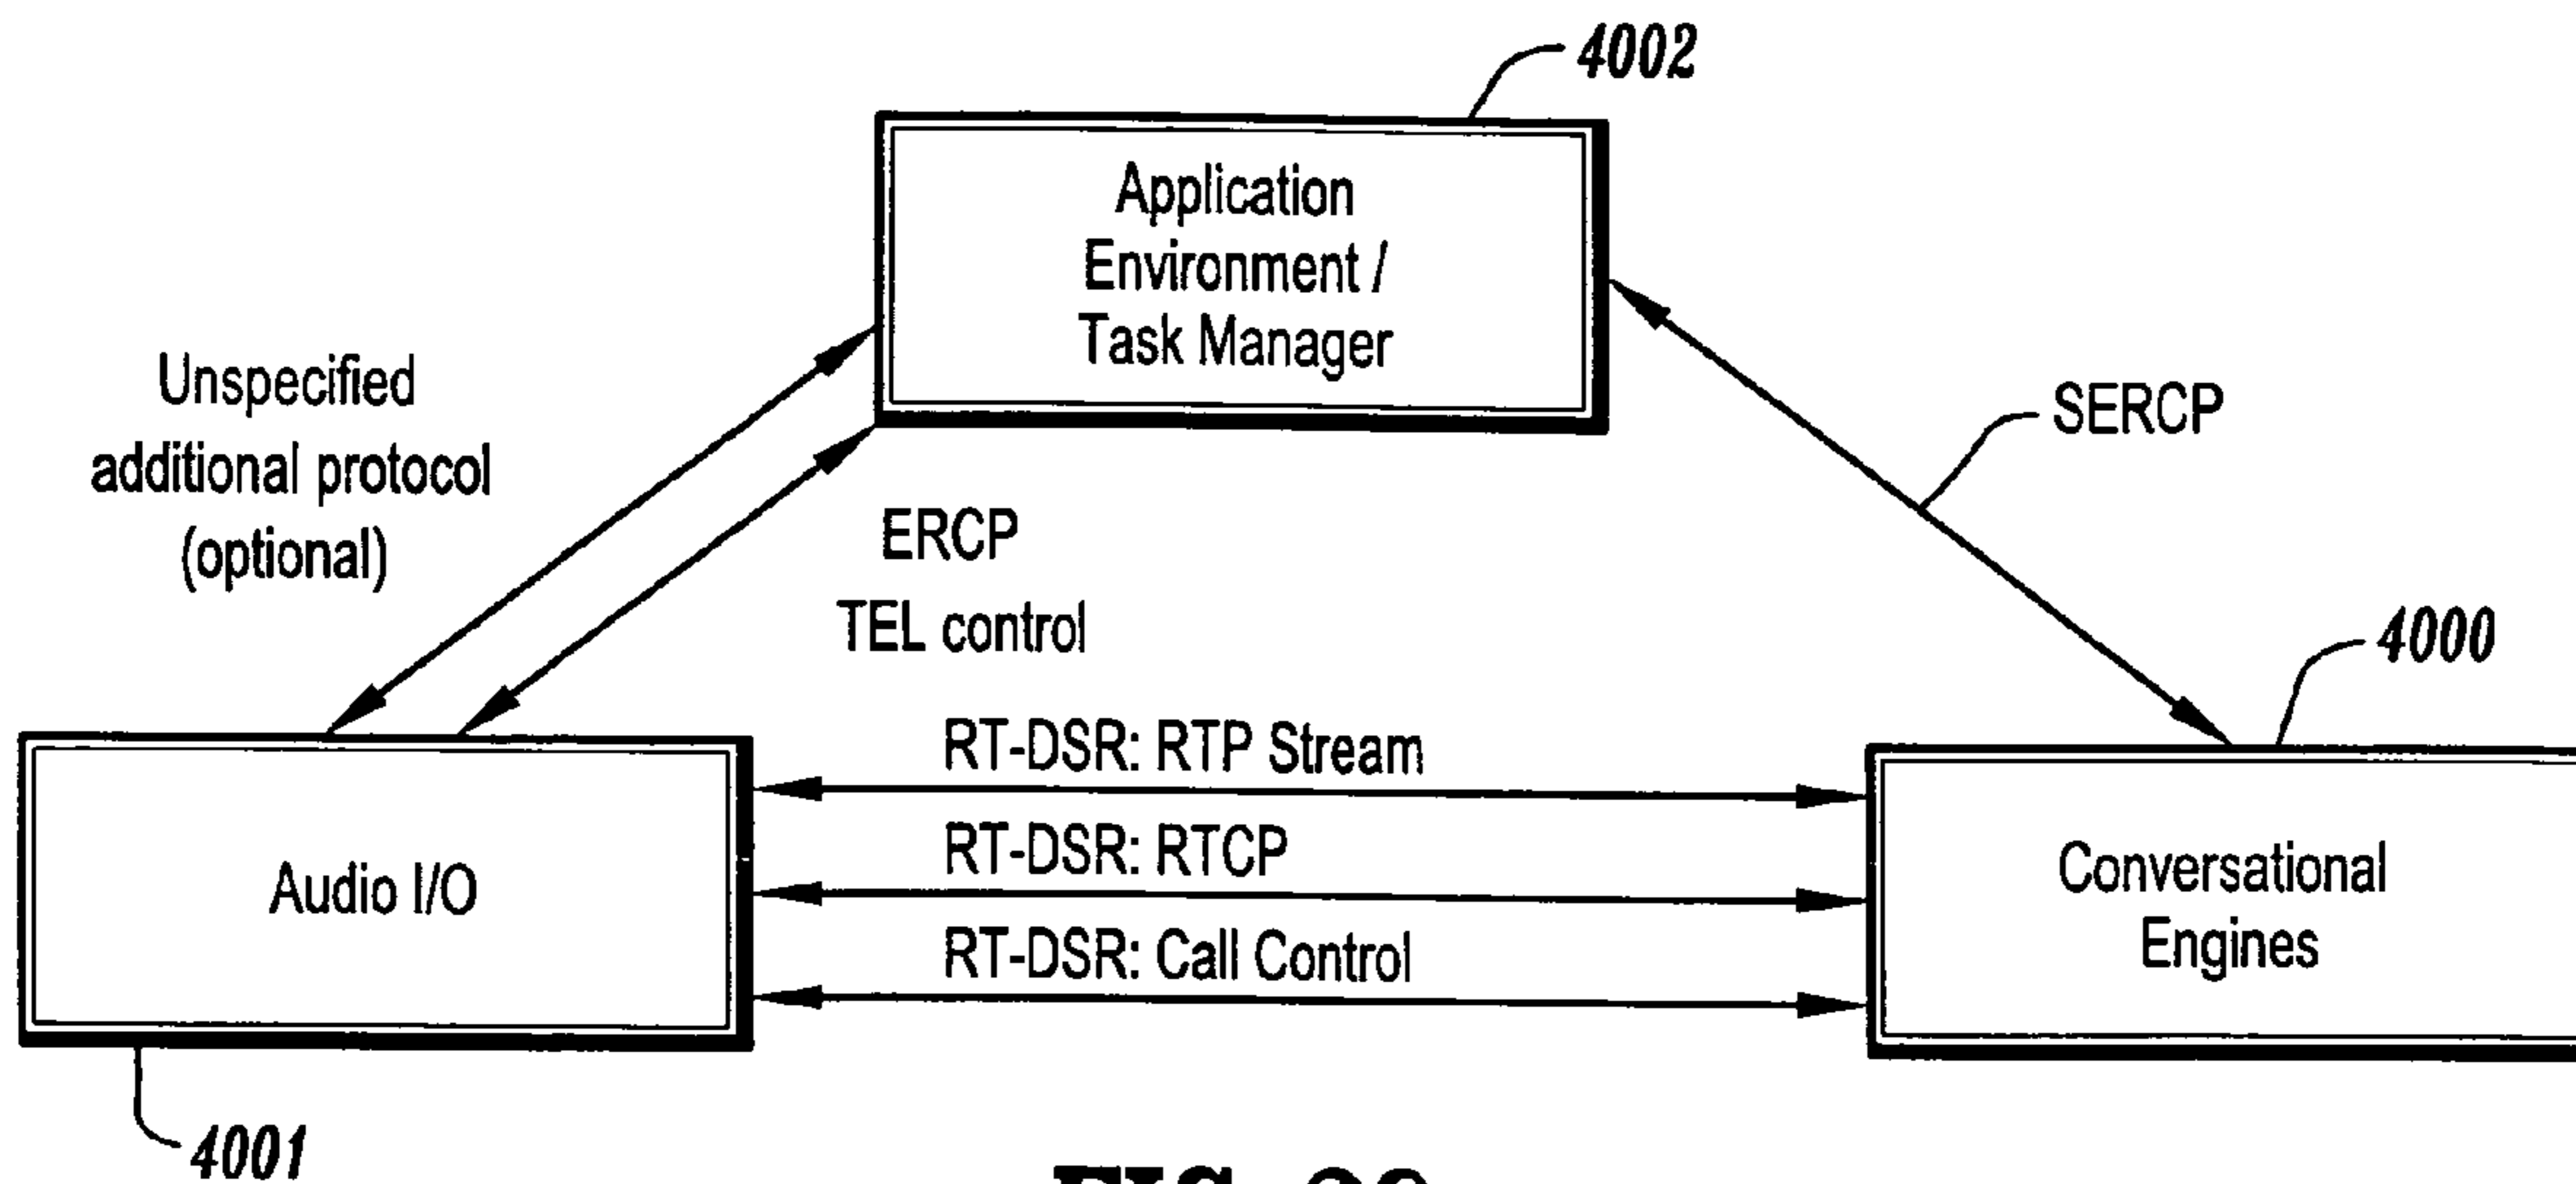 4002
Application
Environment /
Task Manager
Unspecified
additional protocol
(optional)
ERCP
TEL control
SERCP
4000
RT-DSR: RTP Stream
RT-DSR: RTCP
RT-DSR: Call Control
Audio I/O
Conversational
Engines
4001